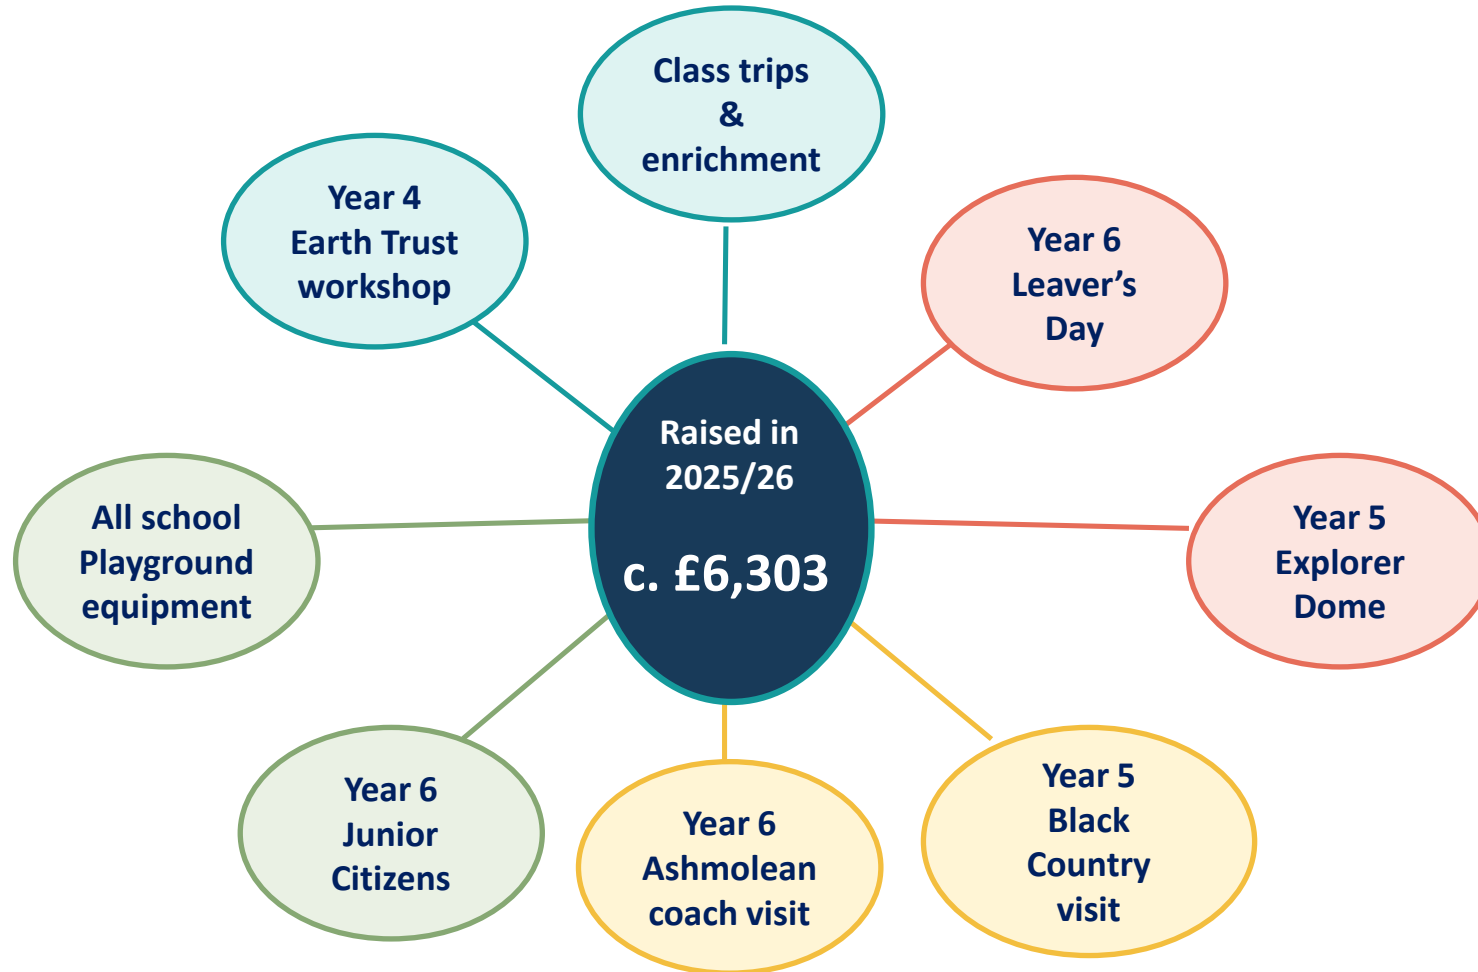 Class trips
&
enrichment
Year 4
Earth Trust
workshop
Year 6
Leaver’s
Day
Raised in
2025/26
c. £6,303
All school
Playground
equipment
Year 5
Explorer
Dome
Year 6
Junior
Citizens
Year 6
Ashmolean
coach visit
Year 5
Black
Country
visit